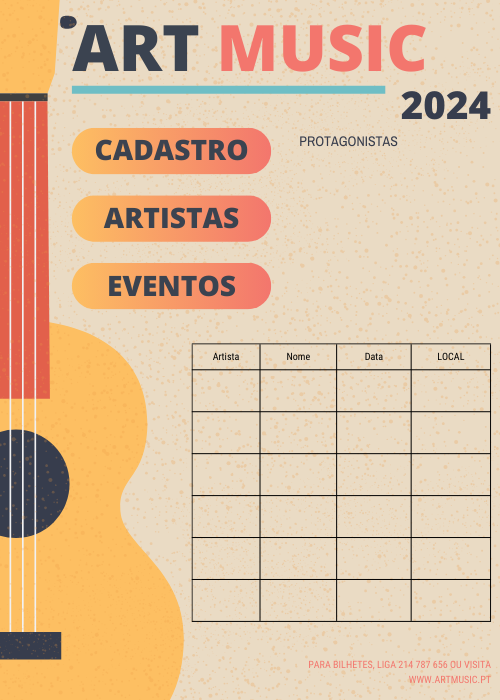 ART MUSIC
2024
CADASTRO
PROTAGONISTAS
ARTISTAS
EVENTOS
Artista Nome Data LOCAL
PARA BILHETES, LIGA 214 787 656 OU VISITA
WWW.ARTMUSIC.PT